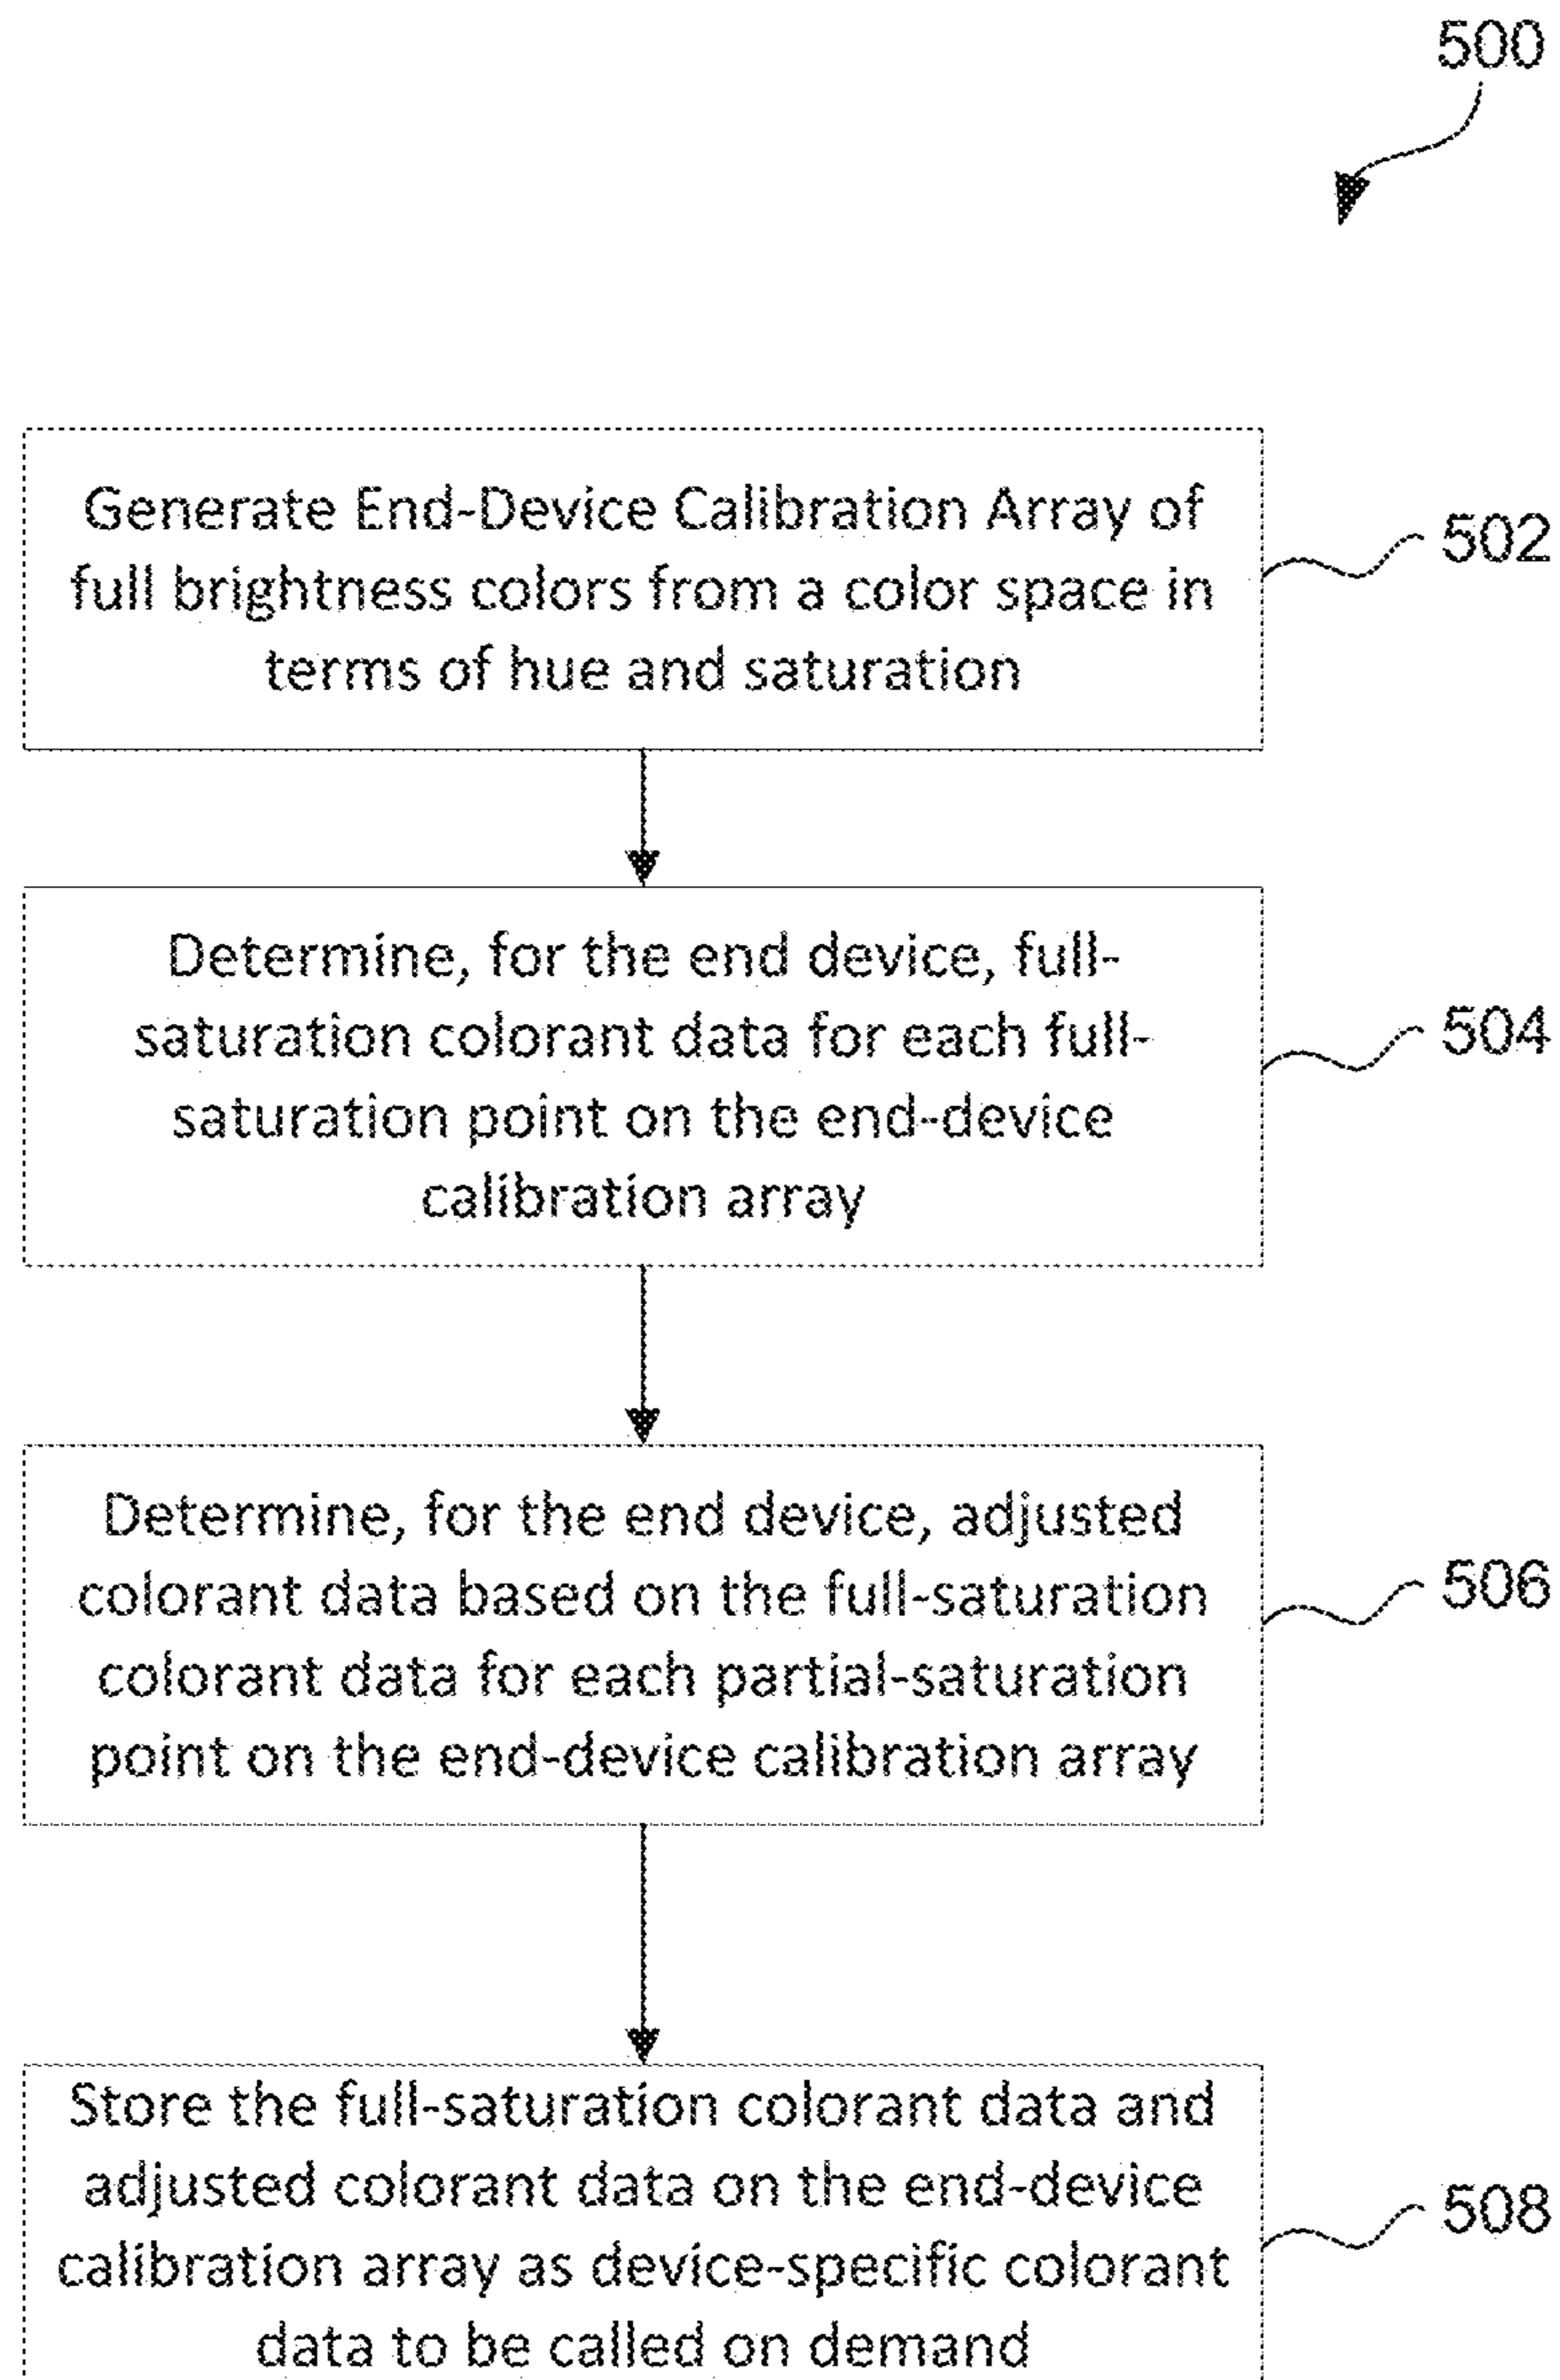 500
Generate End-Device Calibration Array of
full brightness colors from a color space in
terms of hue and saturation
502
Determine, for the end device, full-
saturation colorant data for each full-
saturation point on the end-device
calibration array
504
Determine, for the end device, adjusted
colorant data based on the full-saturation
colorant data for each partial-saturation
point on the end-device calibration array
506
Store the full-saturation colorant data and
adjusted colorant data on the end-device
calibration array as device-specific colorant
data to be called on demand
508